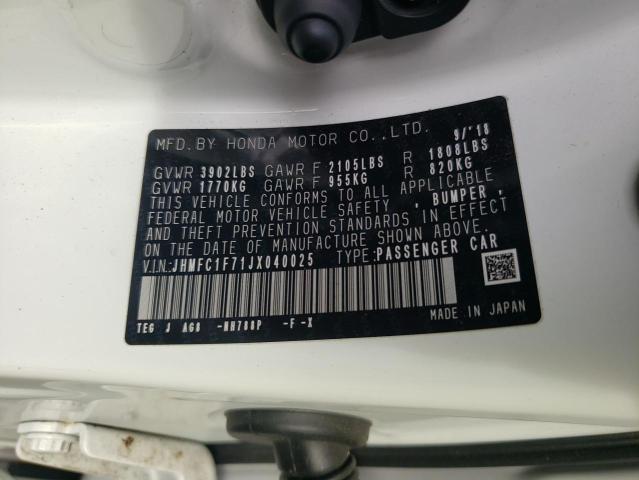 MFD.BY HONDA MOTOR CO.,LTD. 9/'18
GVWR 3902LBS GAWR F 2105LBS R 1808LBS
GVWR 1770KG GAWR F 955KG R 820KG
THIS VEHICLE CONFORMS TO ALL APPLICABLE
FEDERAL MOTOR VEHICLE SAFETY , BUMPER ,
AND THEFT PREVENTION STANDARDS IN EFFECT
ON THE DATE OF MANUFACTURE SHOWN ABOVE.
V.I.N:JHMFC1F71JX040025 TYPE:PASSENGER CAR
TEG J AG8 -NH788P -F -X MADE IN JAPAN